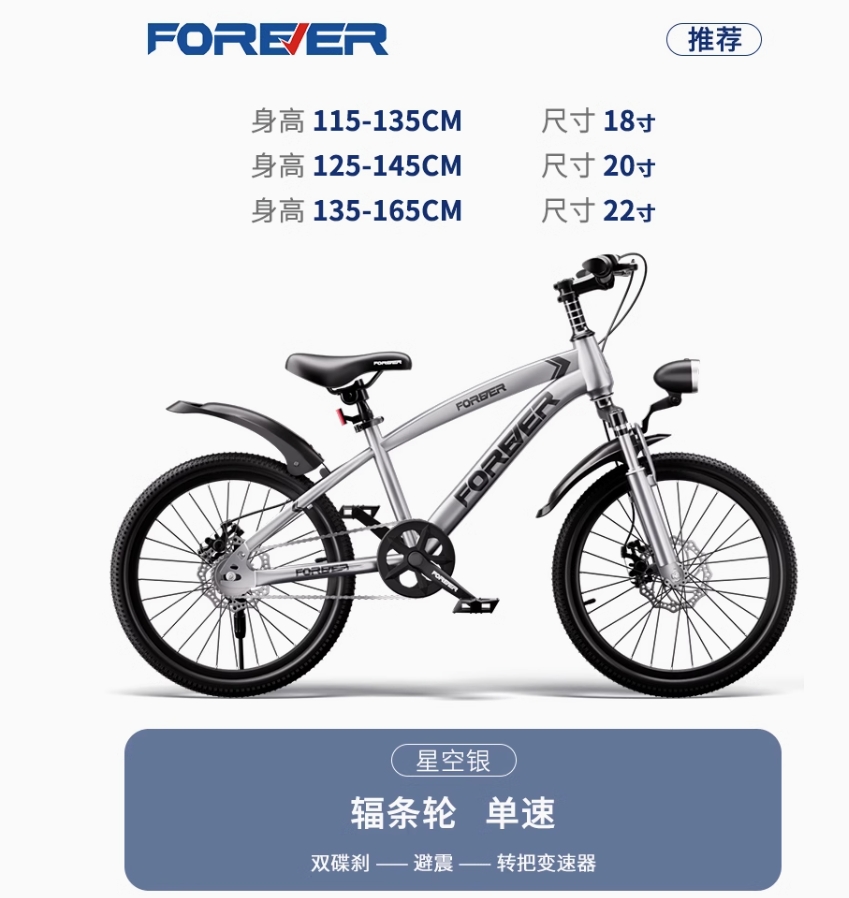 FOREVER
推荐
身高 115-135CM 尺寸 18寸
身高 125-145CM 尺寸 20寸
身高 135-165CM 尺寸 22寸
FOREVER
FOREVER
FOREVER
FOREVER
FOREVER
星空银
辐条轮 单速
双碟刹 —— 避震 —— 转把变速器